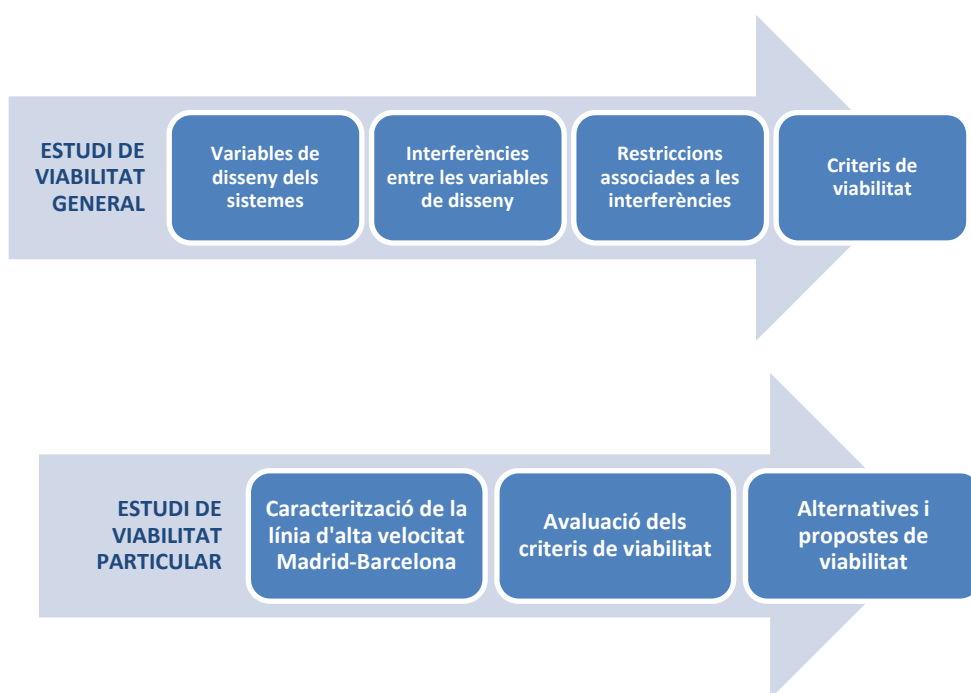 ESTUDI DE
VIABILITAT
GENERAL
Variables de
disseny dels
sistemes
Interferències
entre les variables
de disseny
Restriccions
associades a les
interferències
Criteris de
viabilitat
ESTUDI DE
VIABILITAT
PARTICULAR
Caracterització de la
línia d'alta velocitat
Madrid-Barcelona
Avaluació dels
criteris de viabilitat
Alternatives i
propostes de
viabilitat